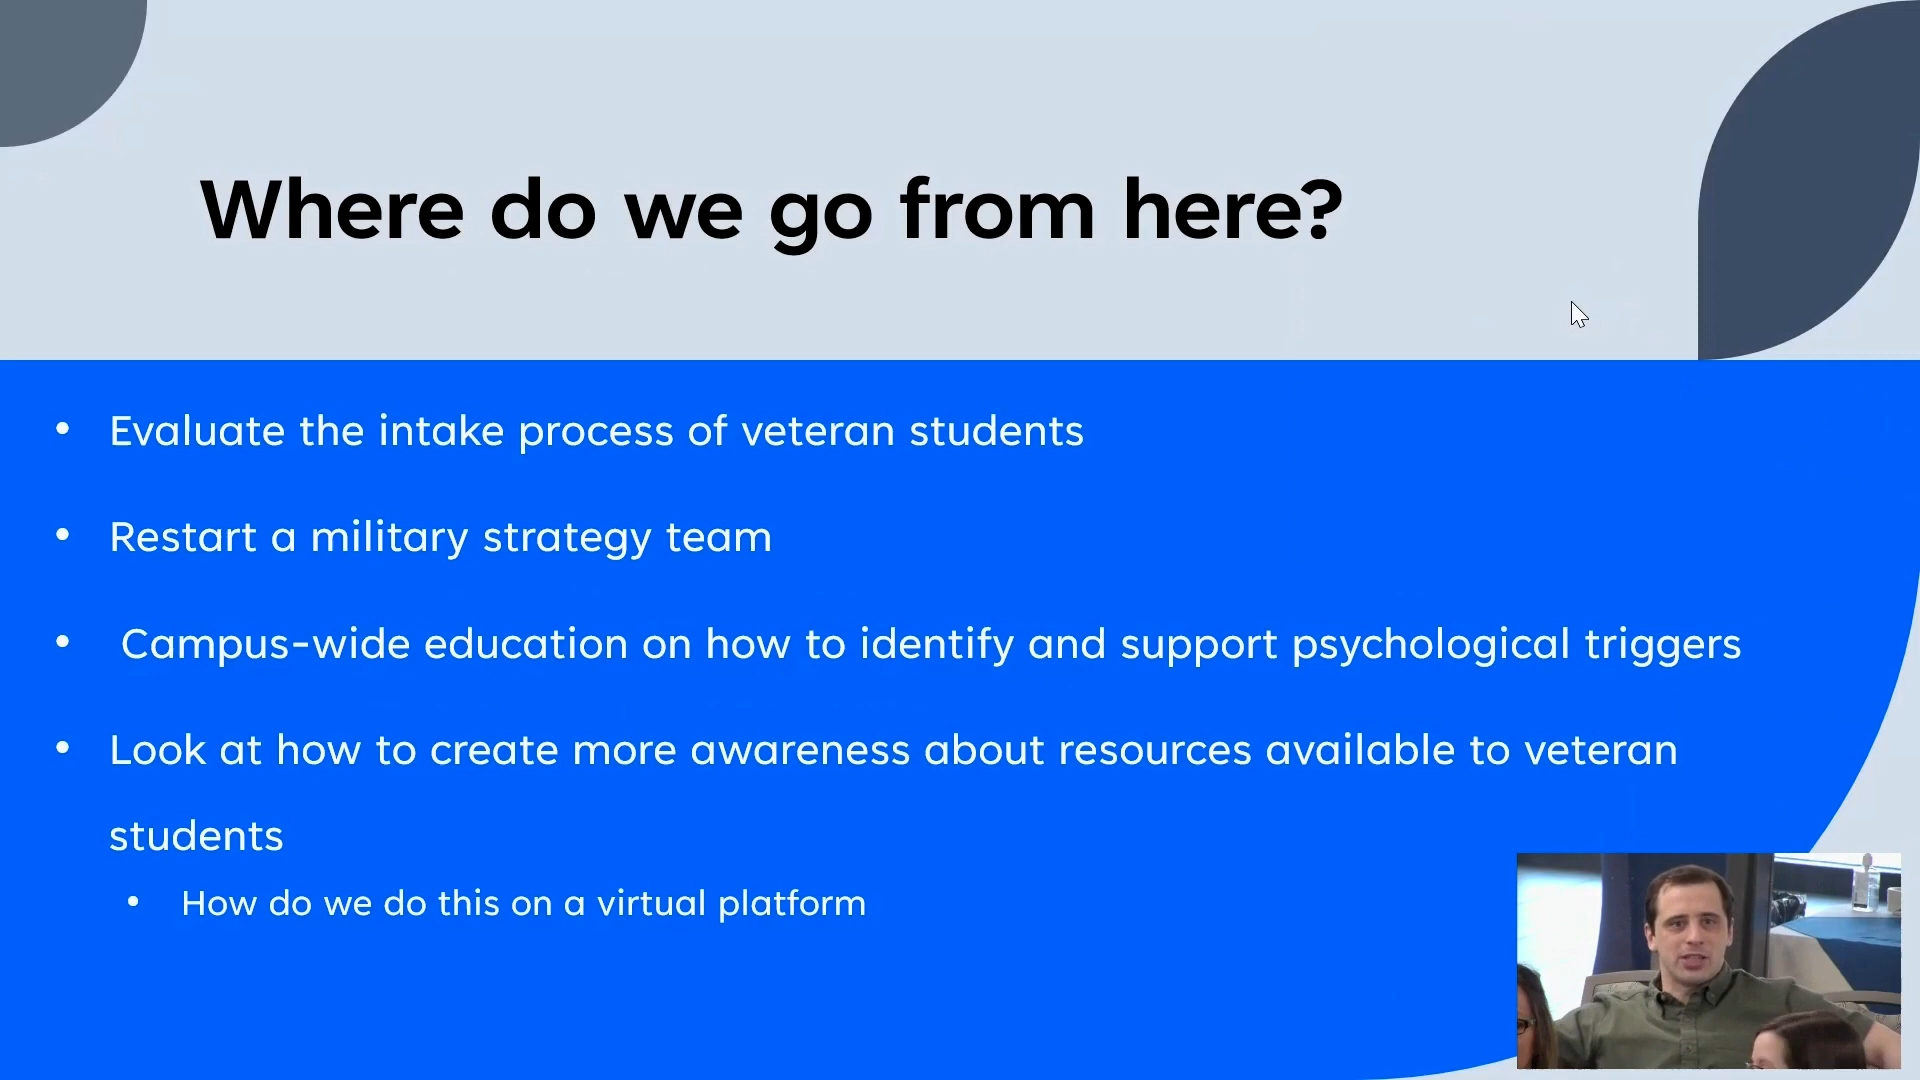 Where do we go from here?
• Evaluate the intake process of veteran students
• Restart a military strategy team
• Campus-wide education on how to identify and support psychological triggers
• Look at how to create more awareness about resources available to veteran
students
• How do we do this on a virtual platform